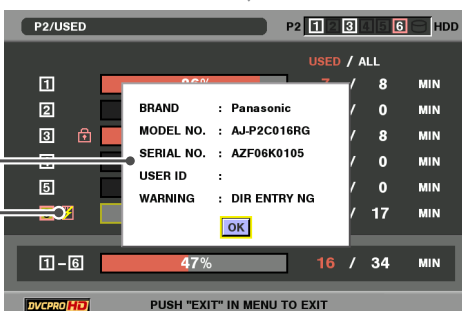 P2/USED P2 1 2 3 4 5 6 HDD
USED / ALL
1 86% 7 / 8 MIN
2 / 0 MIN
3 / 8 MIN
/ 0 MIN
5 / 0 MIN
/ 17 MIN
BRAND : Panasonic
MODEL NO. : AJ-P2C016RG
SERIAL NO. : AZF06K0105
USER ID :
WARNING : DIR ENTRY NG
OK
1-6 47% 16 / 34 MIN
DVCPRO HD PUSH "EXIT" IN MENU TO EXIT